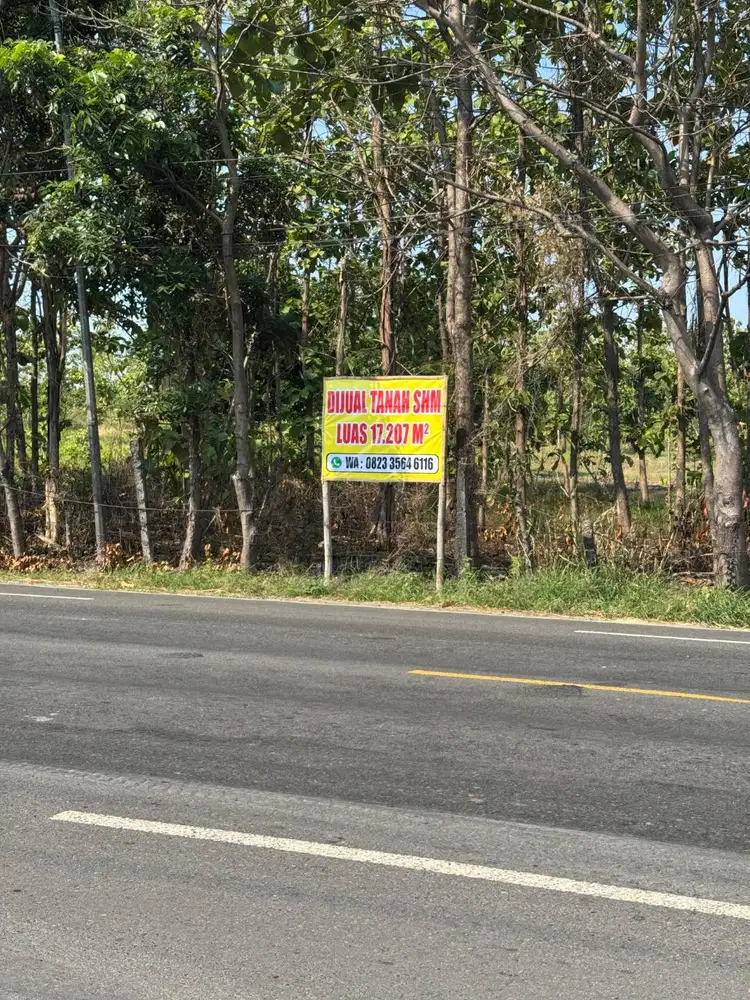 DIJUAL TANAH SHM
LUAS 17.207 M²
WA : 0823 3564 6116